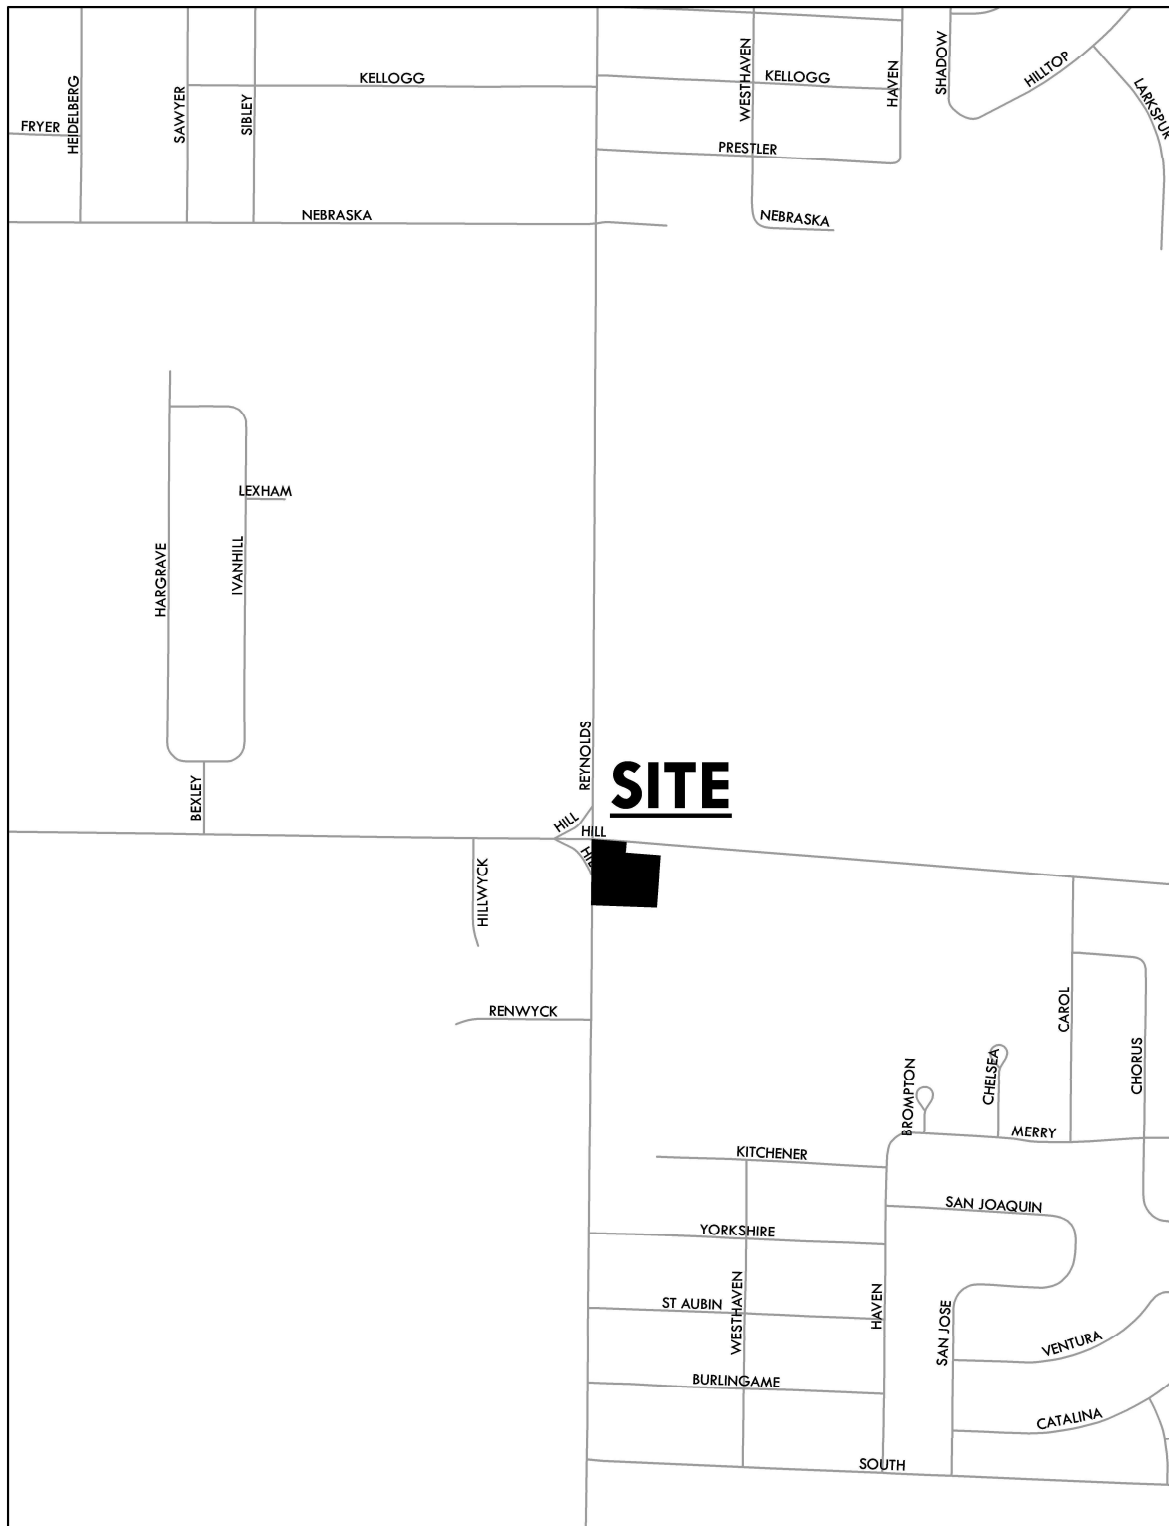 WESTHAVEN
SHADOW
HILLTOP
KELLOGG
KELLOGG
HAVEN
HEIDELBERG
SAWYER
SIBLEY
LARKSPUR
FRYER
PRESTLER
NEBRASKA
NEBRASKA
LEXHAM
HARGRAVE
IVANHILL
REYNOLDS
SITE
BEXLEY
HILL
HILL
HILLWYCK
RENWYCK
CAROL
CHORUS
CHELSEA
BROMPTON
MERRY
KITCHENER
SAN JOAQUIN
YORKSHIRE
WESTHAVEN
ST AUBIN
HAVEN
SAN JOSE
VENTURA
BURLINGAME
CATALINA
SOUTH